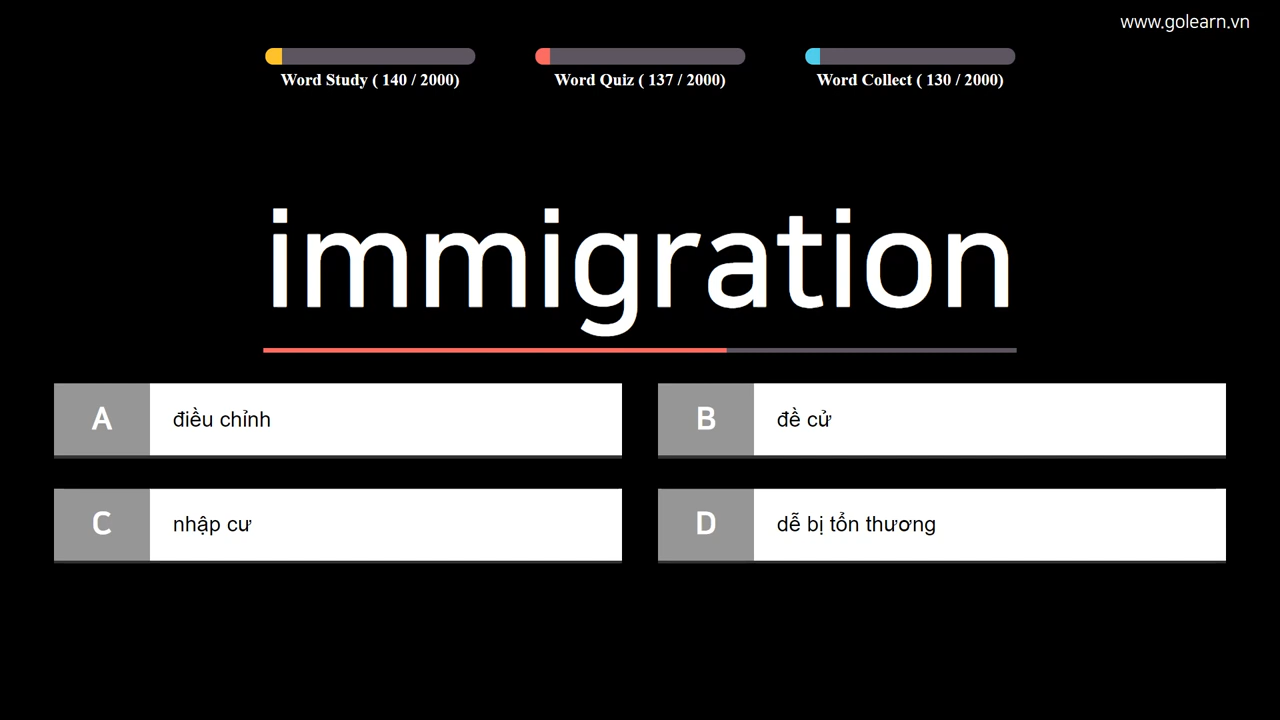 www.golearn.vn
Word Study ( 140 / 2000)
Word Quiz ( 137 / 2000)
Word Collect ( 130 / 2000)
immigration
A điều chỉnh
B đề cử
C nhập cư
D dễ bị tổn thương